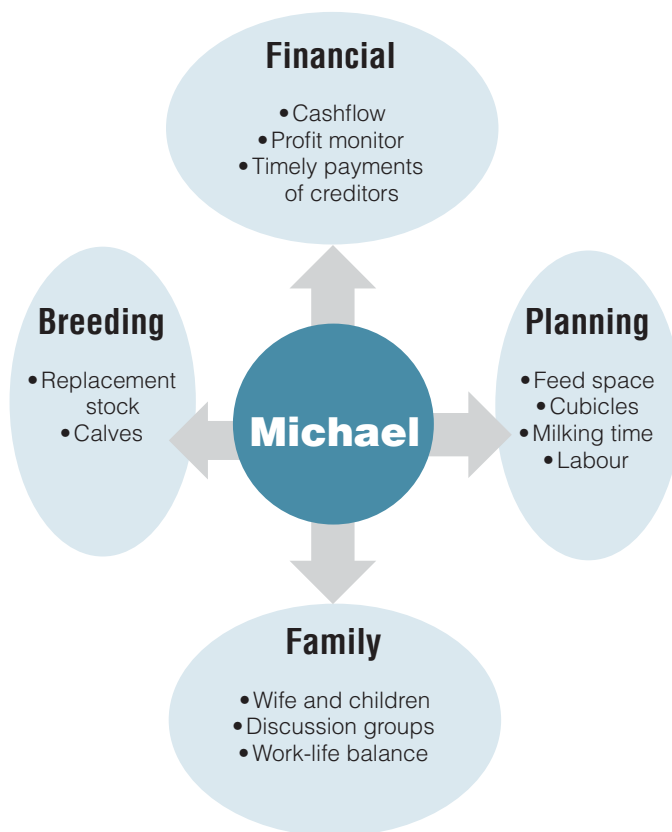 Financial
•Cashflow
•Profit monitor
•Timely payments
of creditors
Breeding
•Replacement
stock
•Calves
Michael
Planning
•Feed space
•Cubicles
•Milking time
•Labour
Family
•Wife and children
•Discussion groups
•Work-life balance